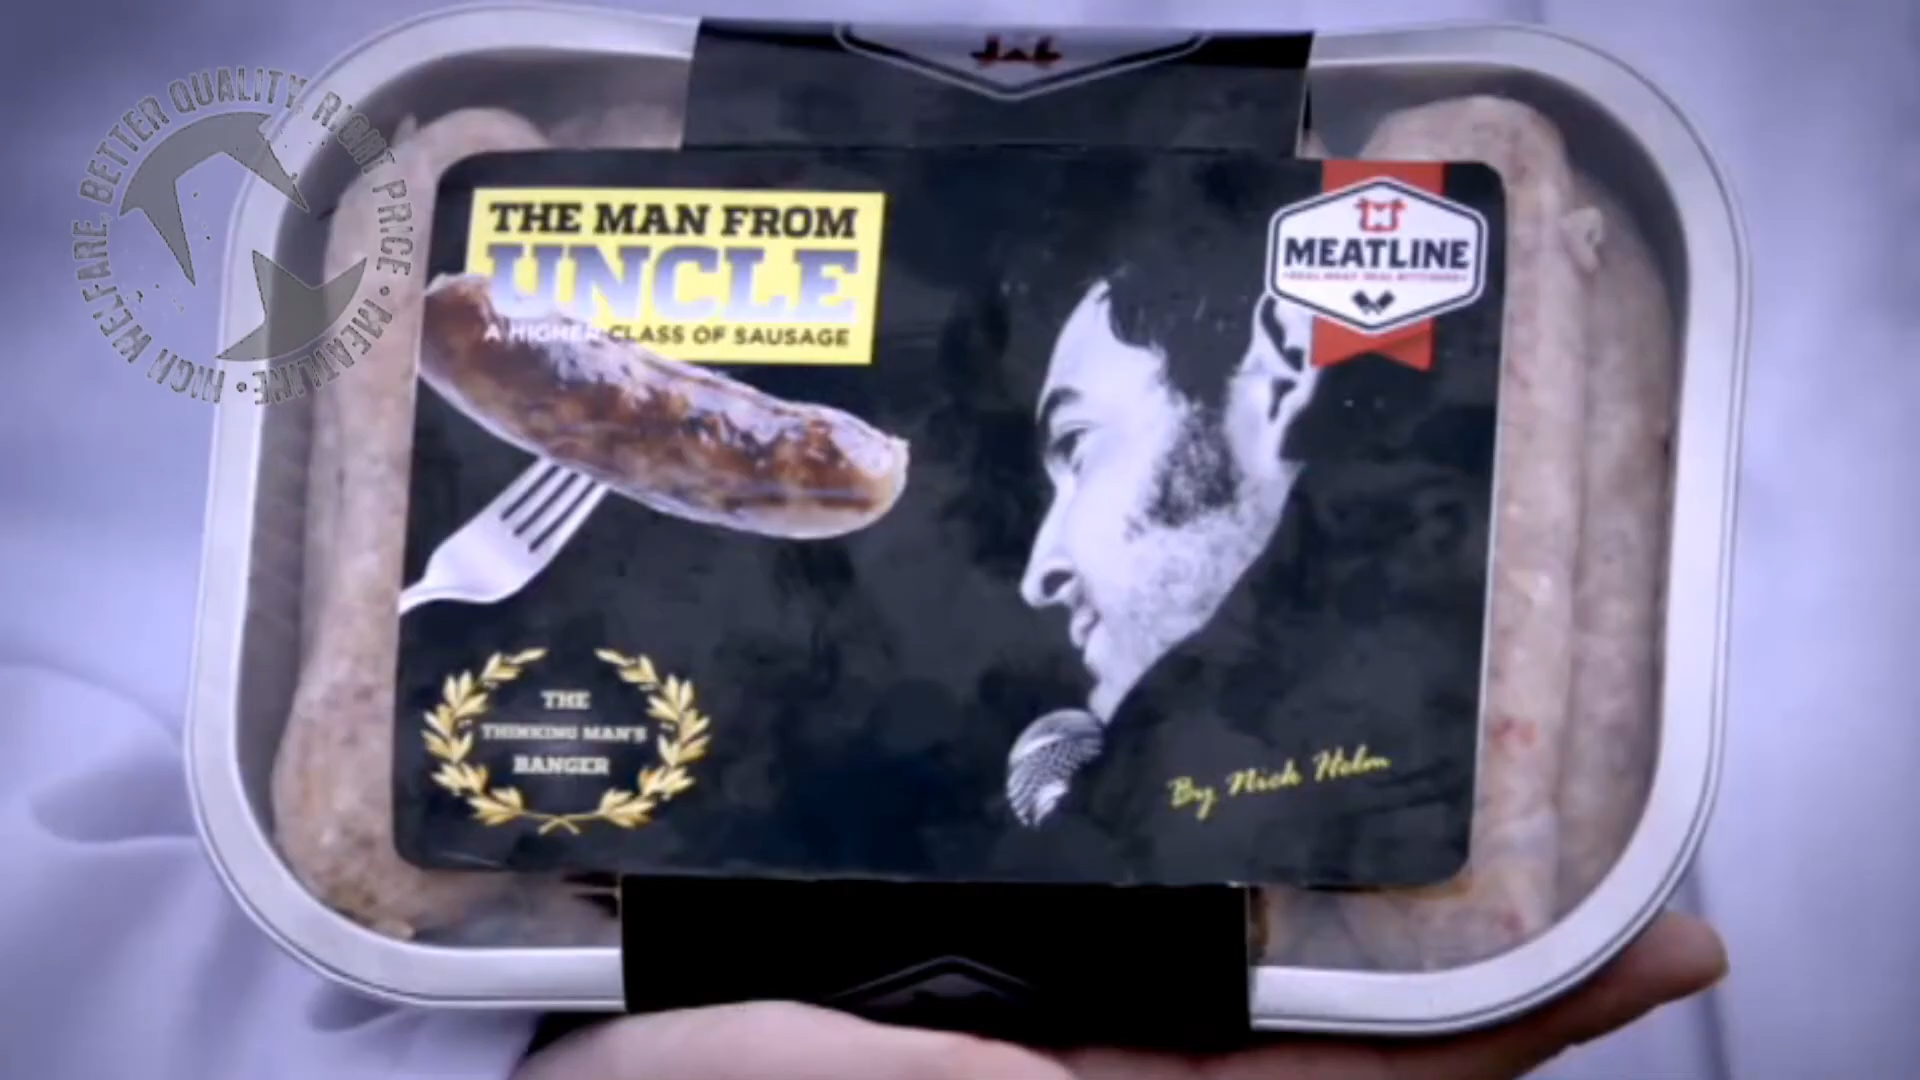 HIGH WELFARE. BETTER QUALITY. RIGHT PRICE • MEATLINE •
THE MAN FROM
UNCLE
A HIGHER CLASS OF SAUSAGE
MEATLINE
THE
THINKING MAN'S
BANGER
By Nick Helm